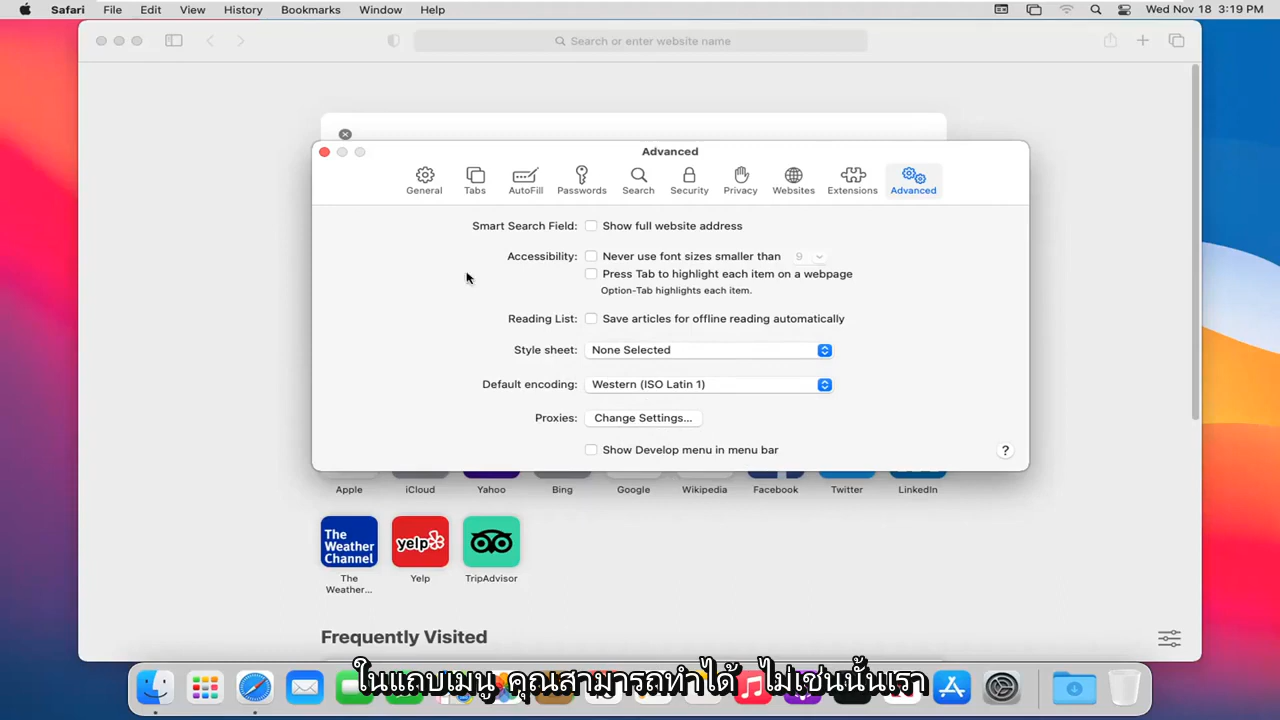 Safari File Edit View History Bookmarks Window Help Wed Nov 18 3:19 PM
Search or enter website name
Advanced
General Tabs AutoFill Passwords Search Security Privacy Websites Extensions Advanced
Smart Search Field: Show full website address
Accessibility: Never use font sizes smaller than 9
Press Tab to highlight each item on a webpage
Option-Tab highlights each item.
Reading List: Save articles for offline reading automatically
Style sheet: None Selected
Default encoding: Western (ISO Latin 1)
Proxies: Change Settings...
Show Develop menu in menu bar ?
Apple iCloud Yahoo Bing Google Wikipedia Facebook Twitter LinkedIn
The Weather Channel yelp
The Weather... Yelp TripAdvisor
Frequently Visited
ในแถบเมนู คุณสามารถทำได้ ไม่เช่นนั้นเรา